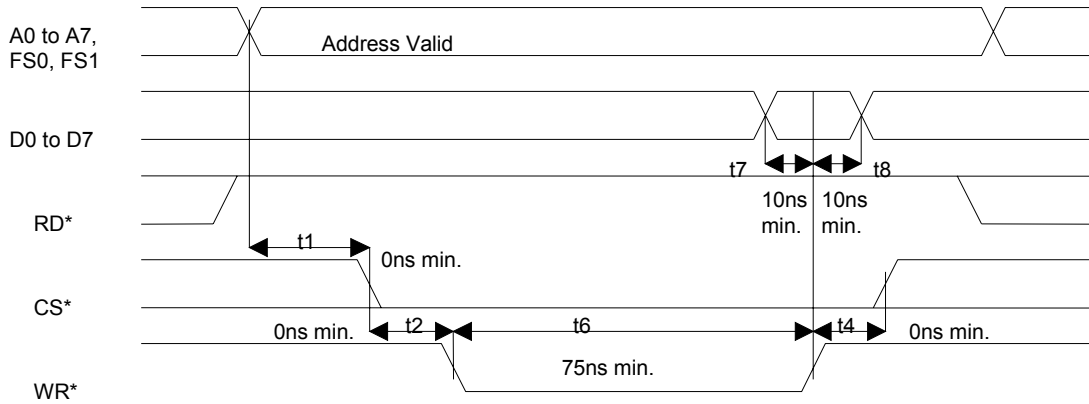 A0 to A7,
FS0, FS1
Address Valid
D0 to D7
t7
t8
10ns
min.
10ns
min.
RD*
t1
0ns min.
CS*
0ns min.
t2
t6
t4
0ns min.
75ns min.
WR*